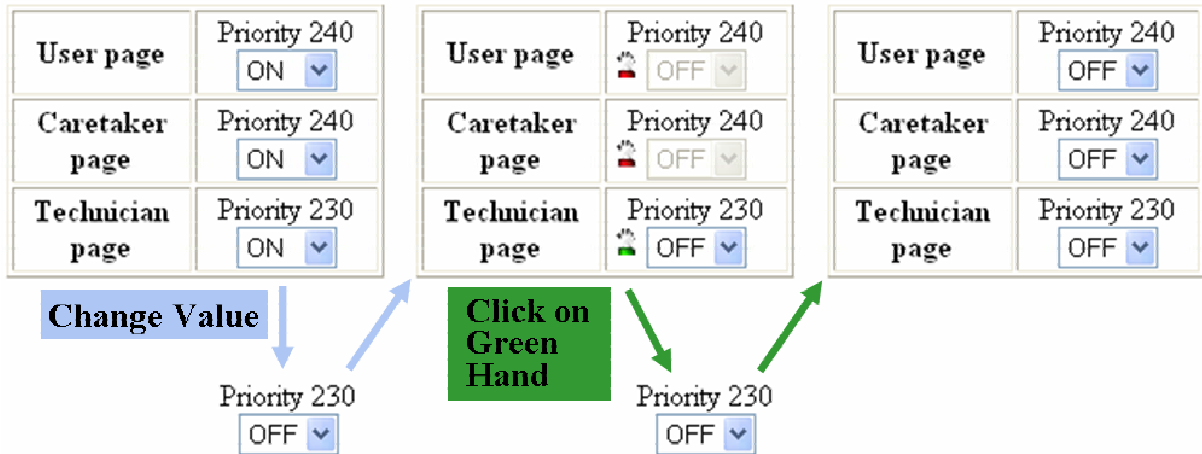 User page
Priority 240
ON
Caretaker
page
Priority 240
ON
Technician
page
Priority 230
ON
User page
Priority 240
OFF
Caretaker
page
Priority 240
OFF
Technician
page
Priority 230
OFF
User page
Priority 240
OFF
Caretaker
page
Priority 240
OFF
Technician
page
Priority 230
OFF
Change Value
Priority 230
OFF
Click on
Green
Hand
Priority 230
OFF